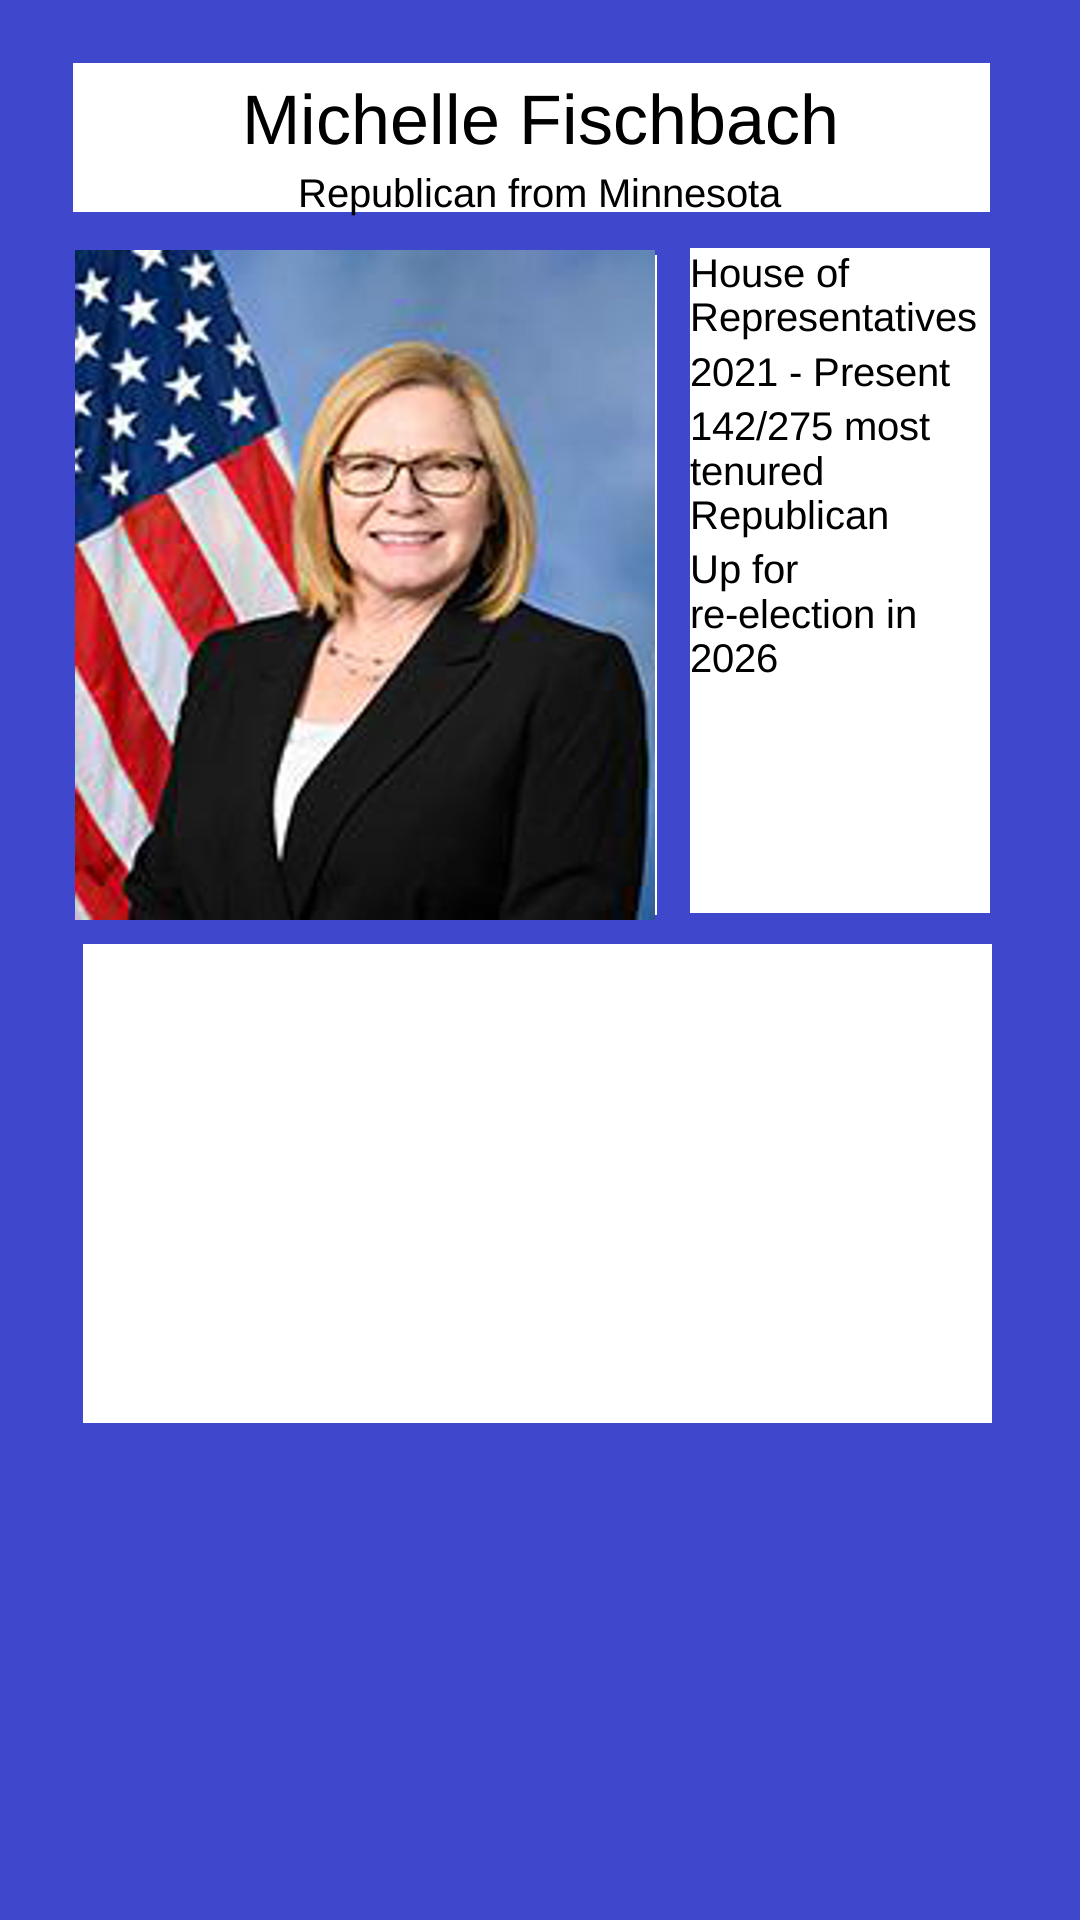 Michelle Fischbach
Republican from Minnesota
House of
Representatives
2021 - Present
142/275 most
tenured
Republican
Up for
re-election in
2026